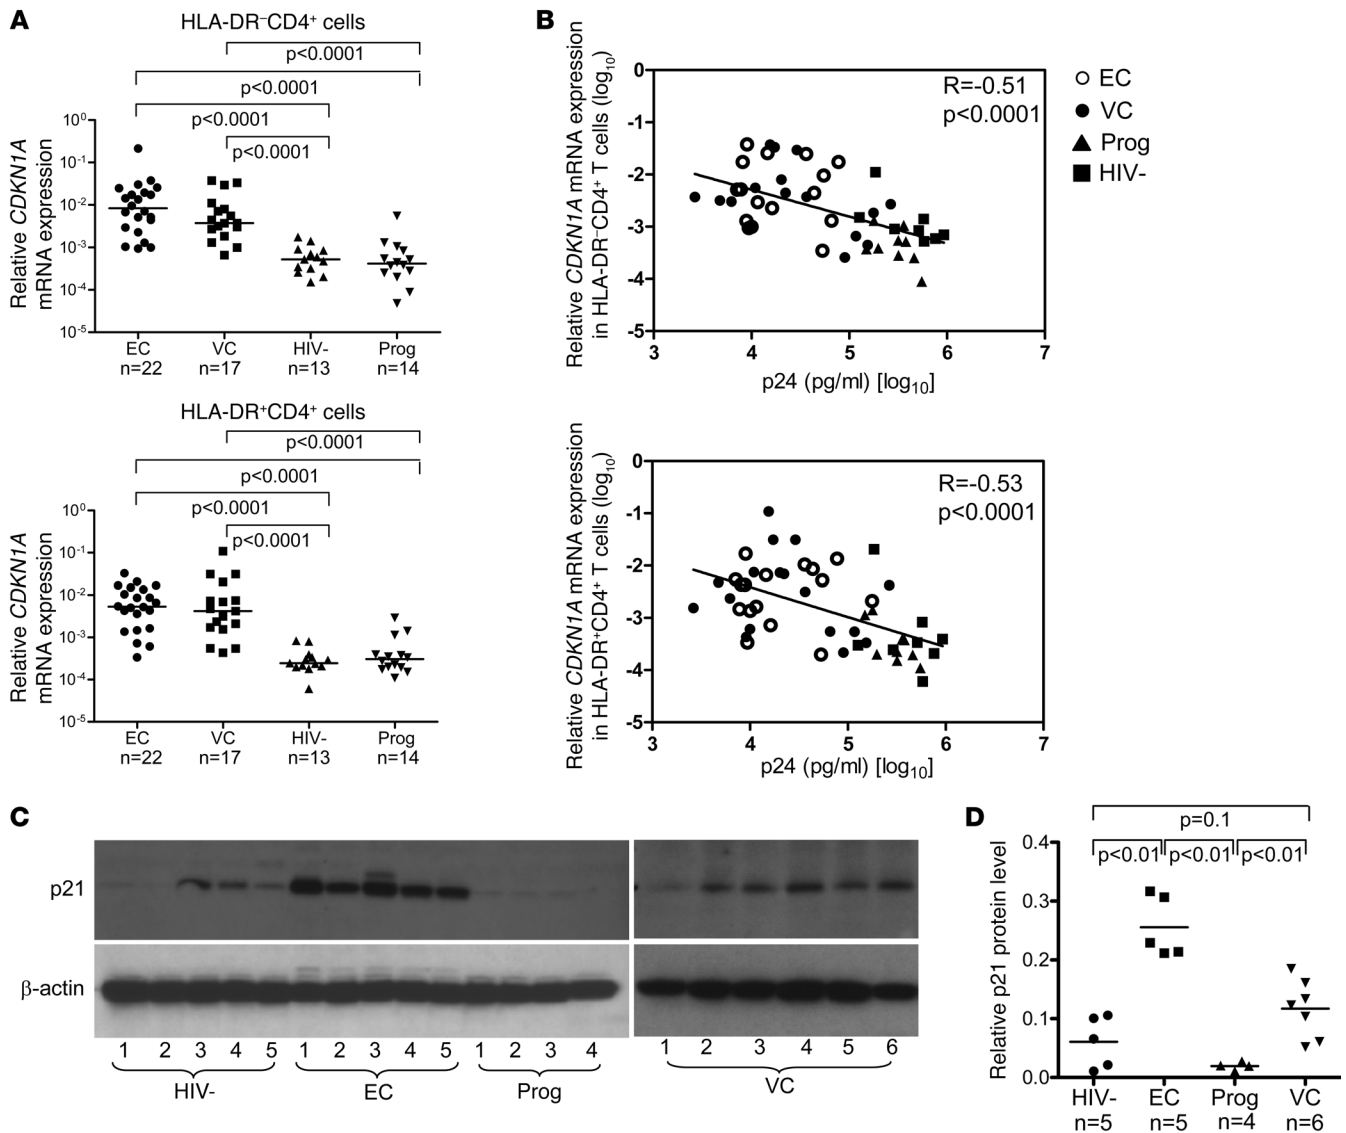 A
HLA-DR⁻CD4⁺ cells
p<0.0001
p<0.0001
p<0.0001
p<0.0001
Relative CDKN1A
mRNA expression
10⁰
10⁻¹
10⁻²
10⁻³
10⁻⁴
10⁻⁵
EC VC HIV- Prog
n=22 n=17 n=13 n=14
HLA-DR⁺CD4⁺ cells
p<0.0001
p<0.0001
p<0.0001
p<0.0001
Relative CDKN1A
mRNA expression
10⁰
10⁻¹
10⁻²
10⁻³
10⁻⁴
10⁻⁵
EC VC HIV- Prog
n=22 n=17 n=13 n=14
B
Relative CDKN1A mRNA expression
in HLA-DR⁻CD4⁺ T cells (log₁₀)
0
-1
-2
-3
-4
-5
R=-0.51
p<0.0001
3 4 5 6 7
p24 (pg/ml) [log₁₀]
EC
VC
Prog
HIV-
Relative CDKN1A mRNA expression
in HLA-DR⁺CD4⁺ T cells (log₁₀)
0
-1
-2
-3
-4
-5
R=-0.53
p<0.0001
3 4 5 6 7
p24 (pg/ml) [log₁₀]
C
p21
β-actin
1 2 3 4 5 1 2 3 4 5 1 2 3 4 1 2 3 4 5 6
HIV- EC Prog VC
D
p=0.1
p<0.01 p<0.01 p<0.01
Relative p21 protein level
0.4
0.3
0.2
0.1
0.0
HIV- EC Prog VC
n=5 n=5 n=4 n=6